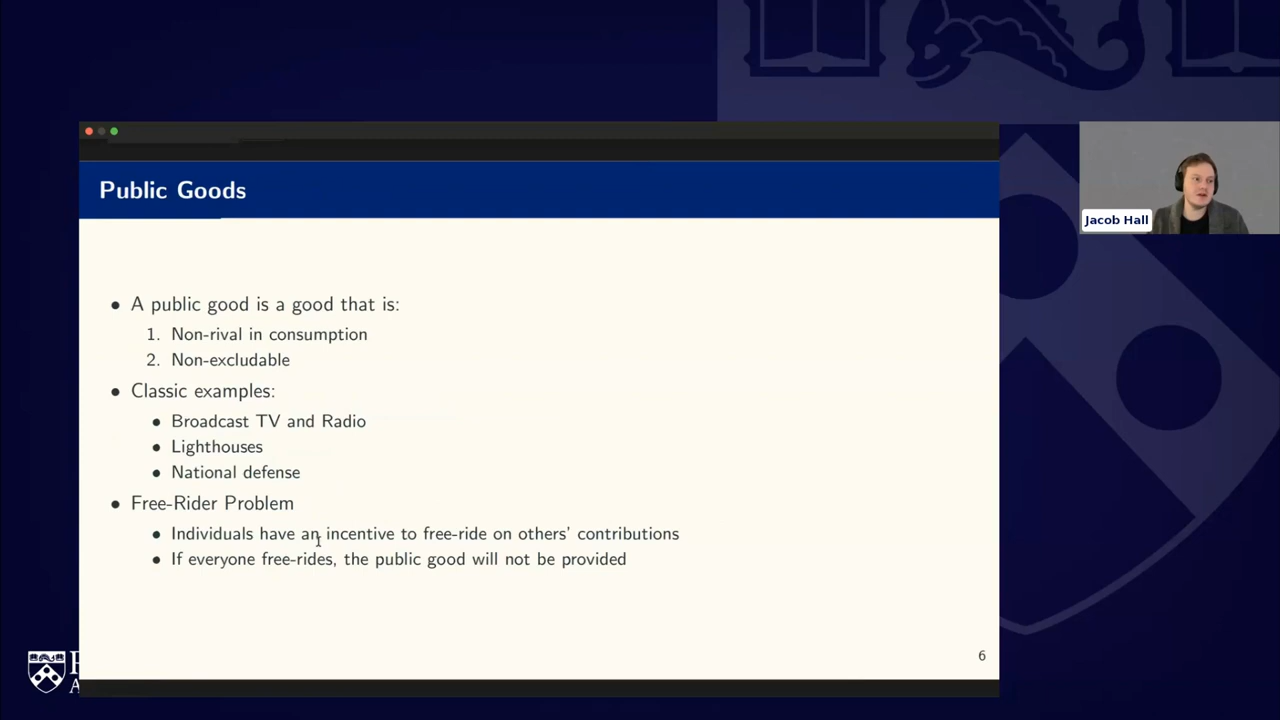 Public Goods
Jacob Hall
• A public good is a good that is:
1. Non-rival in consumption
2. Non-excludable
• Classic examples:
• Broadcast TV and Radio
• Lighthouses
• National defense
• Free-Rider Problem
• Individuals have an incentive to free-ride on others' contributions
• If everyone free-rides, the public good will not be provided
6